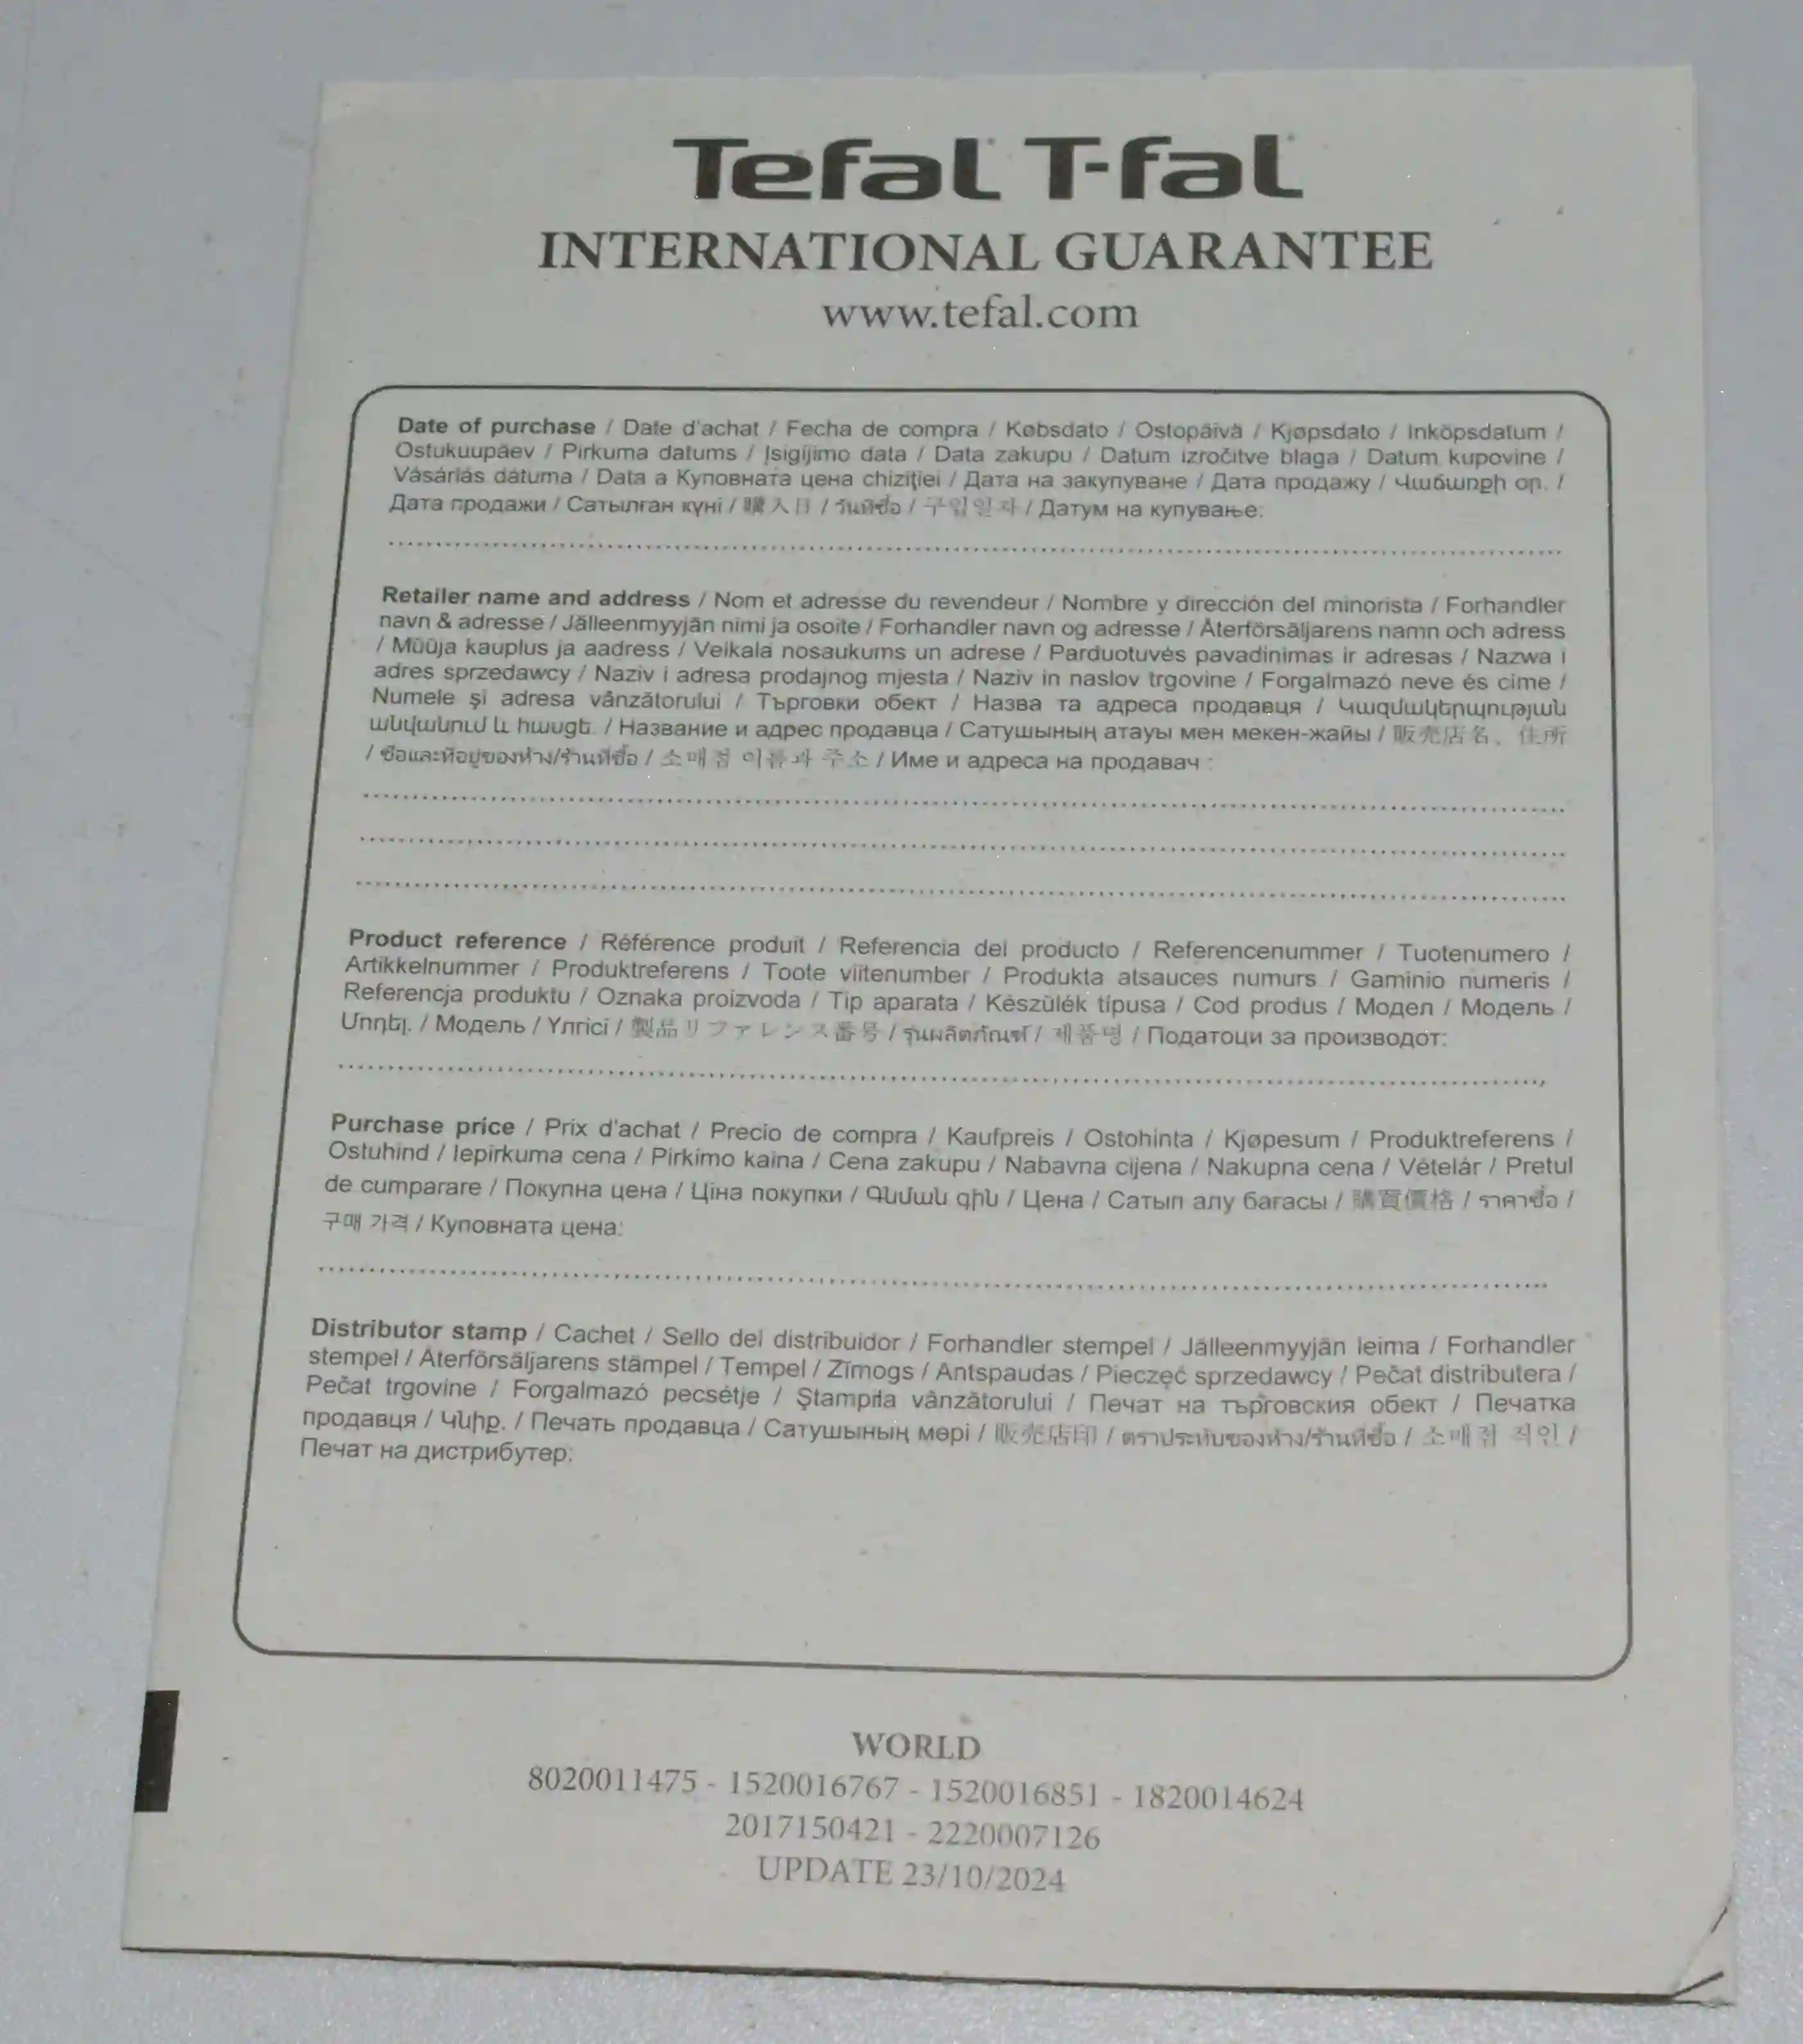 Tefal T-fal
INTERNATIONAL GUARANTEE
www.tefal.com
Date of purchase / Date d'achat / Fecha de compra / Købsdato / Ostopäivä / Kjøpsdato / Inköpsdatum /
Ostukuupäev / Pirkuma datums / Įsigijimo data / Data zakupu / Datum izročitve blaga / Datum kupovine /
Vásárlás dátuma / Data a Куповната цена chiziţiei / Дата на закупуване / Дата продажу / Վաճառքի օր. /
Дата продажи / Сатылған күні / 購入日 / วันที่ซื้อ / 구입일자 / Датум на купување:
Retailer name and address / Nom et adresse du revendeur / Nombre y dirección del minorista / Forhandler
navn & adresse / Jälleenmyyjän nimi ja osoite / Forhandler navn og adresse / Återförsäljarens namn och adress
/ Müüja kauplus ja aadress / Veikala nosaukums un adrese / Parduotuvės pavadinimas ir adresas / Nazwa i
adres sprzedawcy / Naziv i adresa prodajnog mjesta / Naziv in naslov trgovine / Forgalmazó neve és címe /
Numele şi adresa vânzătorului / Търговки обект / Назва та адреса продавця / Կազմակերպության
անվանում և հասցե. / Название и адрес продавца / Сатушының атауы мен мекен-жайы / 販売店名、住所
/ ชื่อและที่อยู่ของห้าง/ร้านที่ซื้อ / 소매점 이름과 주소 / Име и адреса на продавач :
Product reference / Référence produit / Referencia del producto / Referencenummer / Tuotenumero /
Artikkelnummer / Produktreferens / Toote viitenumber / Produkta atsauces numurs / Gaminio numeris /
Referencja produktu / Oznaka proizvoda / Tip aparata / Készülék típusa / Cod produs / Модел / Модель /
Մոդել. / Модель / Үлгісі / 製品リファレンス番号 / รุ่นผลิตภัณฑ์ / 제품명 / Податоци за производот:
Purchase price / Prix d'achat / Precio de compra / Kaufpreis / Ostohinta / Kjøpesum / Produktreferens /
Ostuhind / Iepirkuma cena / Pirkimo kaina / Cena zakupu / Nabavna cijena / Nakupna cena / Vételár / Pretul
de cumparare / Покупна цена / Ціна покупки / Գնման գին / Цена / Сатып алу бағасы / 購買價格 / ราคาซื้อ /
구매 가격 / Куповната цена:
Distributor stamp / Cachet / Sello del distribuidor / Forhandler stempel / Jälleenmyyjän leima / Forhandler
stempel / Återförsäljarens stämpel / Tempel / Zīmogs / Antspaudas / Pieczęć sprzedawcy / Pečat distributera /
Pečat trgovine / Forgalmazó pecsétje / Ştampila vânzătorului / Печат на търговския обект / Печатка
продавця / Կնիք. / Печать продавца / Сатушының мөрі / 販売店印 / ตราประทับของห้าง/ร้านที่ซื้อ / 소매점 직인 /
Печат на дистрибутер:
WORLD
8020011475 - 1520016767 - 1520016851 - 1820014624
2017150421 - 2220007126
UPDATE 23/10/2024